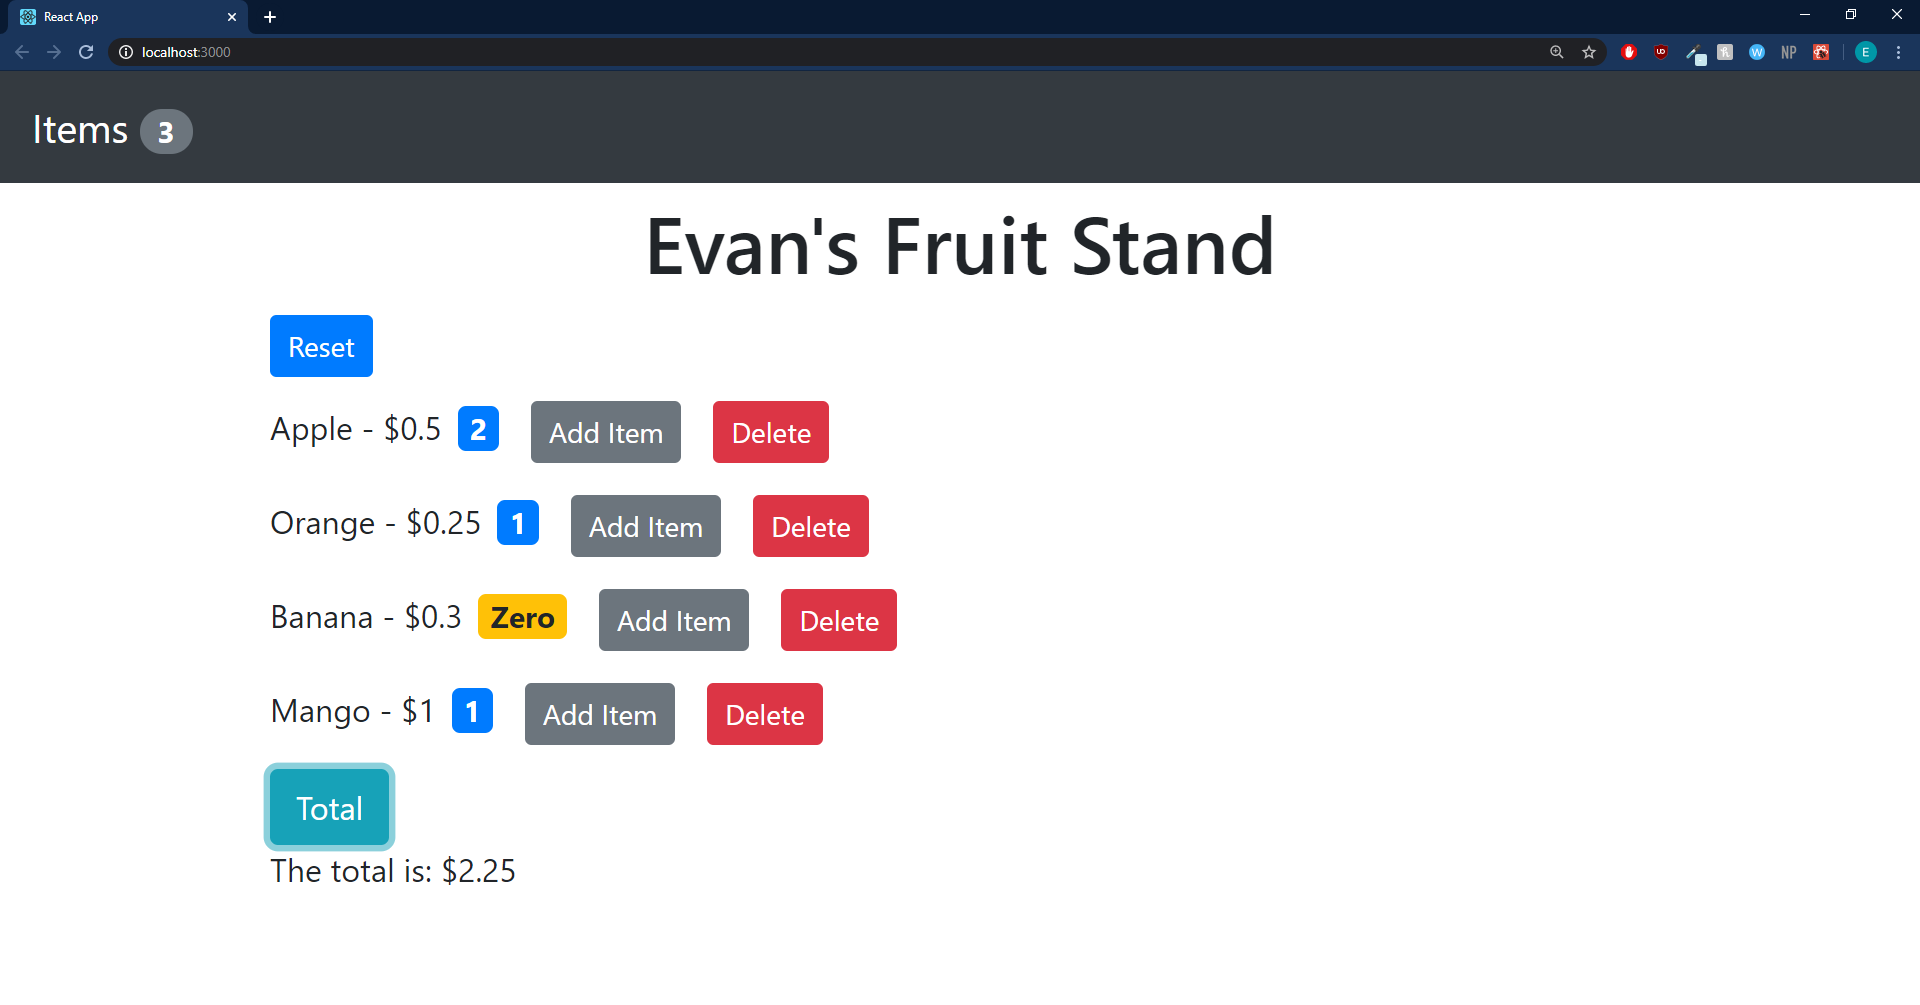 React App
localhost:3000
UD
W
NP
E
Items 3
Evan's Fruit Stand
Reset
Apple - $0.5 2 Add Item Delete
Orange - $0.25 1 Add Item Delete
Banana - $0.3 Zero Add Item Delete
Mango - $1 1 Add Item Delete
Total
The total is: $2.25